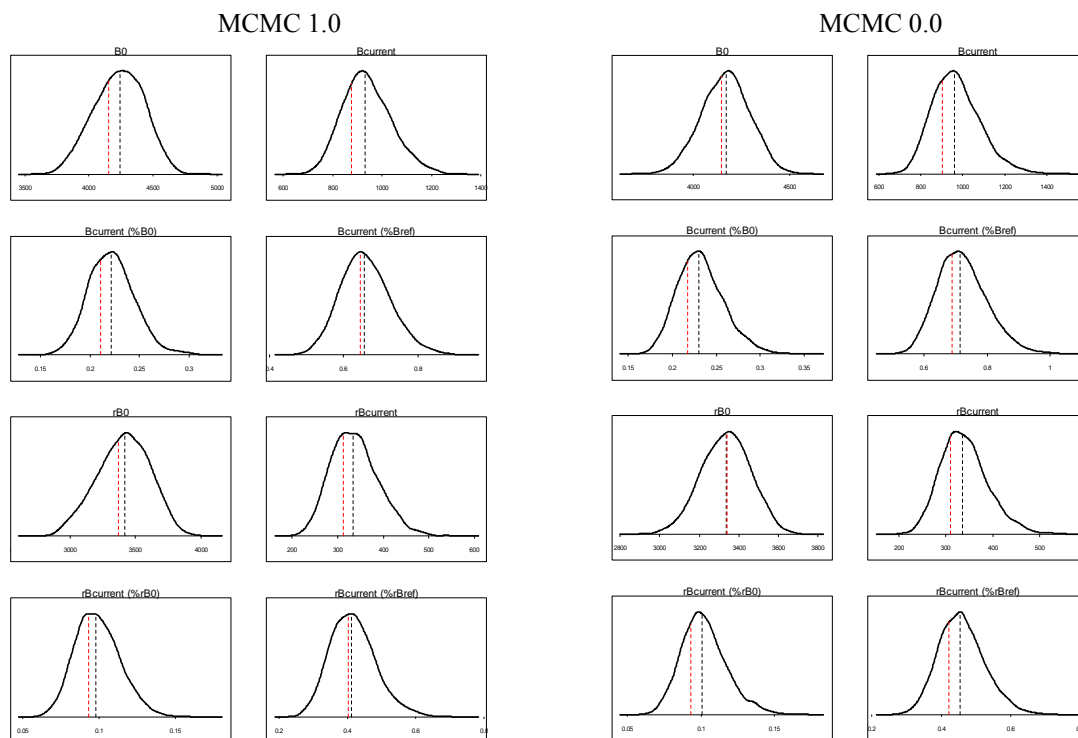 MCMC 1.0 MCMC 0.0
B0 Bcurrent B0 Bcurrent
3500 4000 4500 5000 600 800 1000 1200 1400 4000 4500 600 800 1000 1200 1400
Bcurrent (%B0) Bcurrent (%Bref) Bcurrent (%B0) Bcurrent (%Bref)
0.15 0.2 0.25 0.3 0.4 0.6 0.8 0.15 0.2 0.25 0.3 0.35 0.6 0.8 1
rB0 rBcurrent rB0 rBcurrent
3000 3500 4000 200 300 400 500 600 2800 3000 3200 3400 3600 3800 200 300 400 500
rBcurrent (%rB0) rBcurrent (%rBref) rBcurrent (%rB0) rBcurrent (%rBref)
0.05 0.1 0.15 0.2 0.4 0.6 0.8 0.05 0.1 0.15 0.2 0.4 0.6